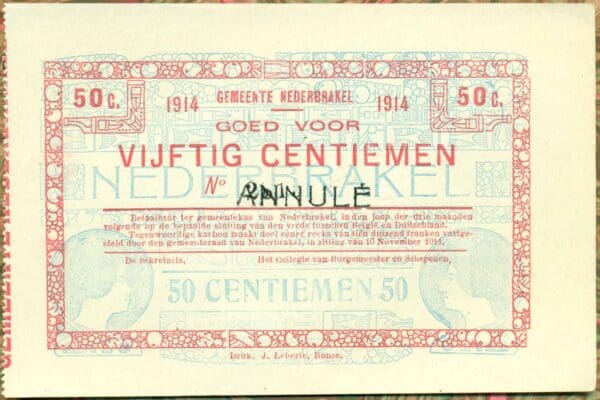 50 C.
1914
GEMEENTE NEDERBRAKEL
1914
50 C.
GOED VOOR
VIJFTIG CENTIEMEN
NEDERBRAKEL
No
ANNULÉ
Betaalbaar ter gemeentekas van Nederbrakel, in den loop der drie maanden
volgende op de bepaalde sluiting van den vrede tusschen België en Duitschland.
Tegenwoordige karbon maakt deel eener reeks van tien duizend franken vastge-
steld door den gemeenteraad van Nederbrakel, in zitting van 10 November 1914.
De Sekretaris,
Het Collegie van Burgemeester en Schepenen,
50 CENTIEMEN 50
Druk. J. Leherte, Ronse.